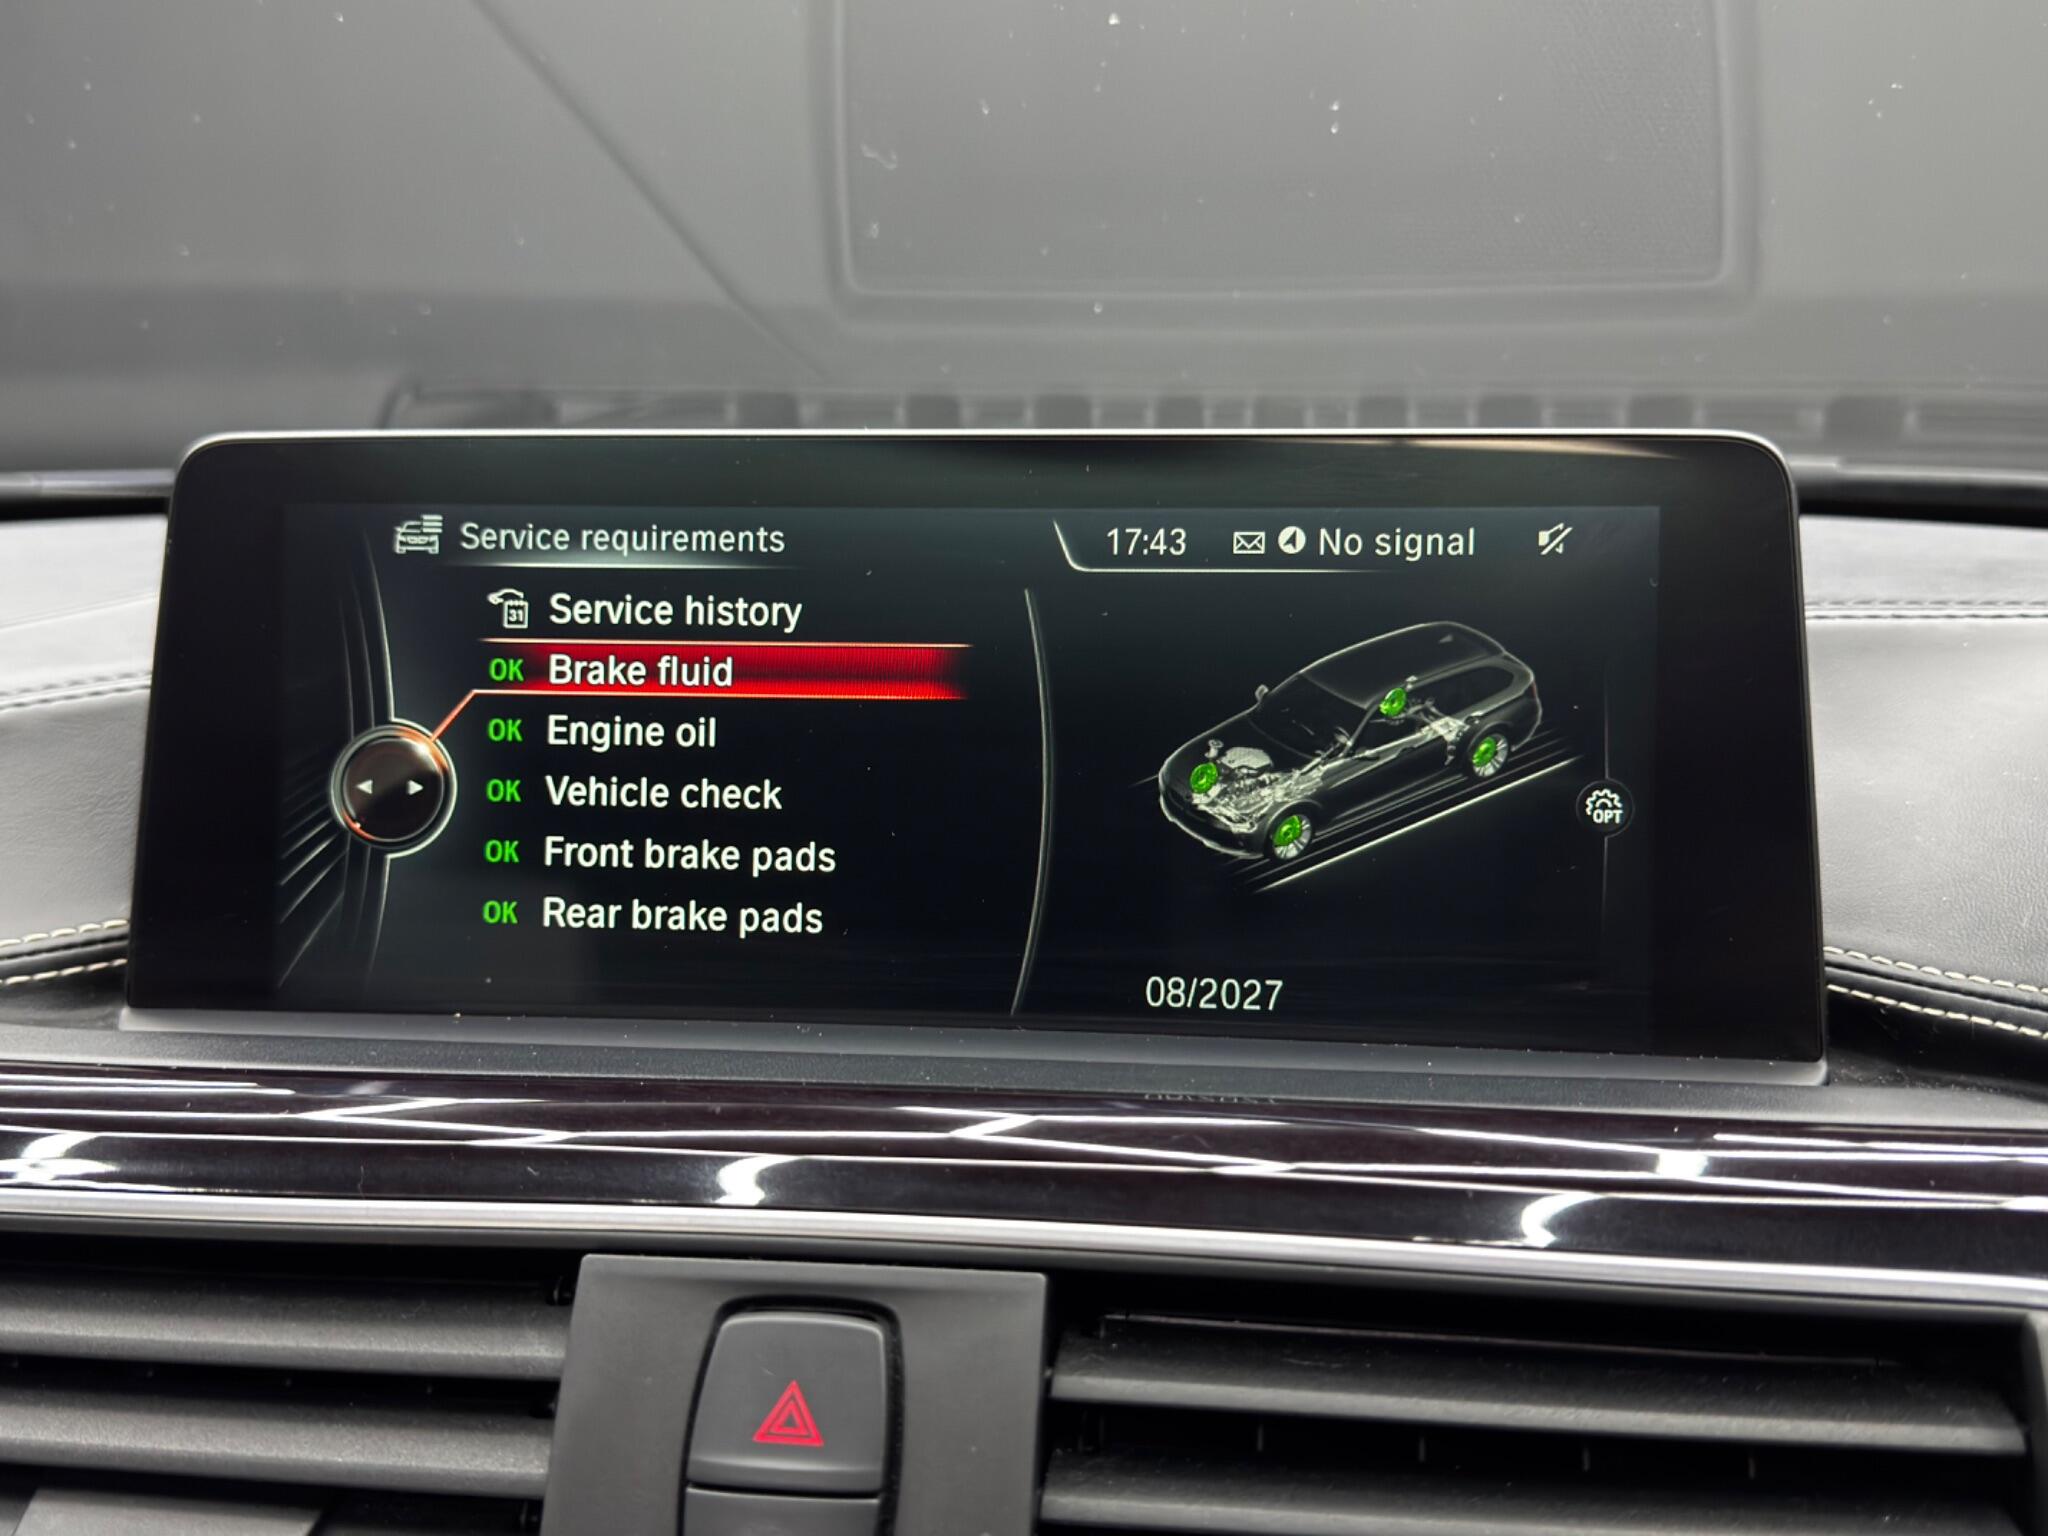 Service requirements
17:43 No signal
31 Service history
OK Brake fluid
OK Engine oil
OK Vehicle check
OK Front brake pads
OK Rear brake pads
OPT
08/2027